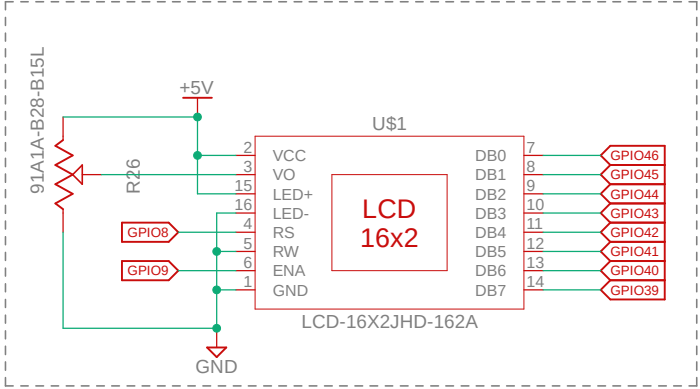 91A1A-B28-B15L
R26
+5V
U$1
2 VCC
3 VO
15 LED+
16 LED-
4 RS
5 RW
6 ENA
1 GND
GPIO8
GPIO9
LCD
16x2
DB0 7 GPIO46
DB1 8 GPIO45
DB2 9 GPIO44
DB3 10 GPIO43
DB4 11 GPIO42
DB5 12 GPIO41
DB6 13 GPIO40
DB7 14 GPIO39
LCD-16X2JHD-162A
GND